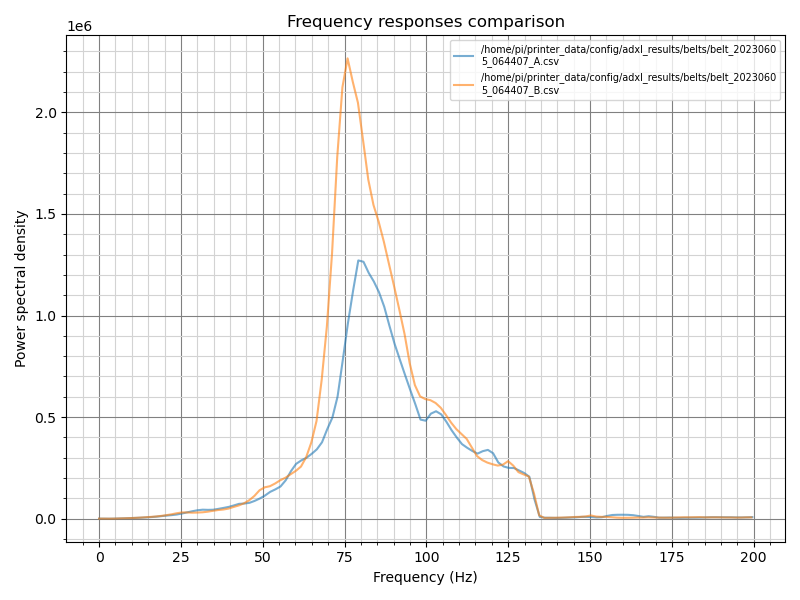 Frequency responses comparison
1e6
/home/pi/printer_data/config/adxl_results/belts/belt_2023060
5_064407_A.csv
/home/pi/printer_data/config/adxl_results/belts/belt_2023060
5_064407_B.csv
2.0
1.5
1.0
0.5
0.0
Power spectral density
0 25 50 75 100 125 150 175 200
Frequency (Hz)